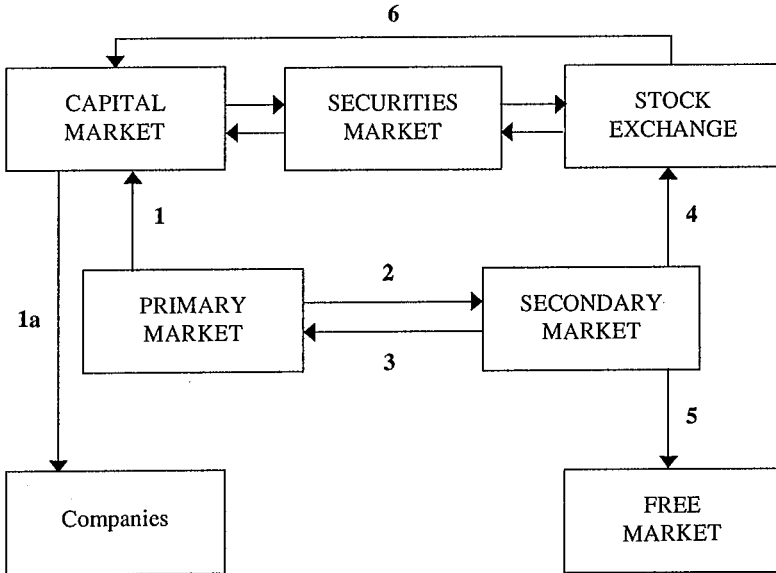 6
CAPITAL
MARKET
SECURITIES
MARKET
STOCK
EXCHANGE
1
4
2
PRIMARY
MARKET
SECONDARY
MARKET
1a
3
5
Companies
FREE
MARKET